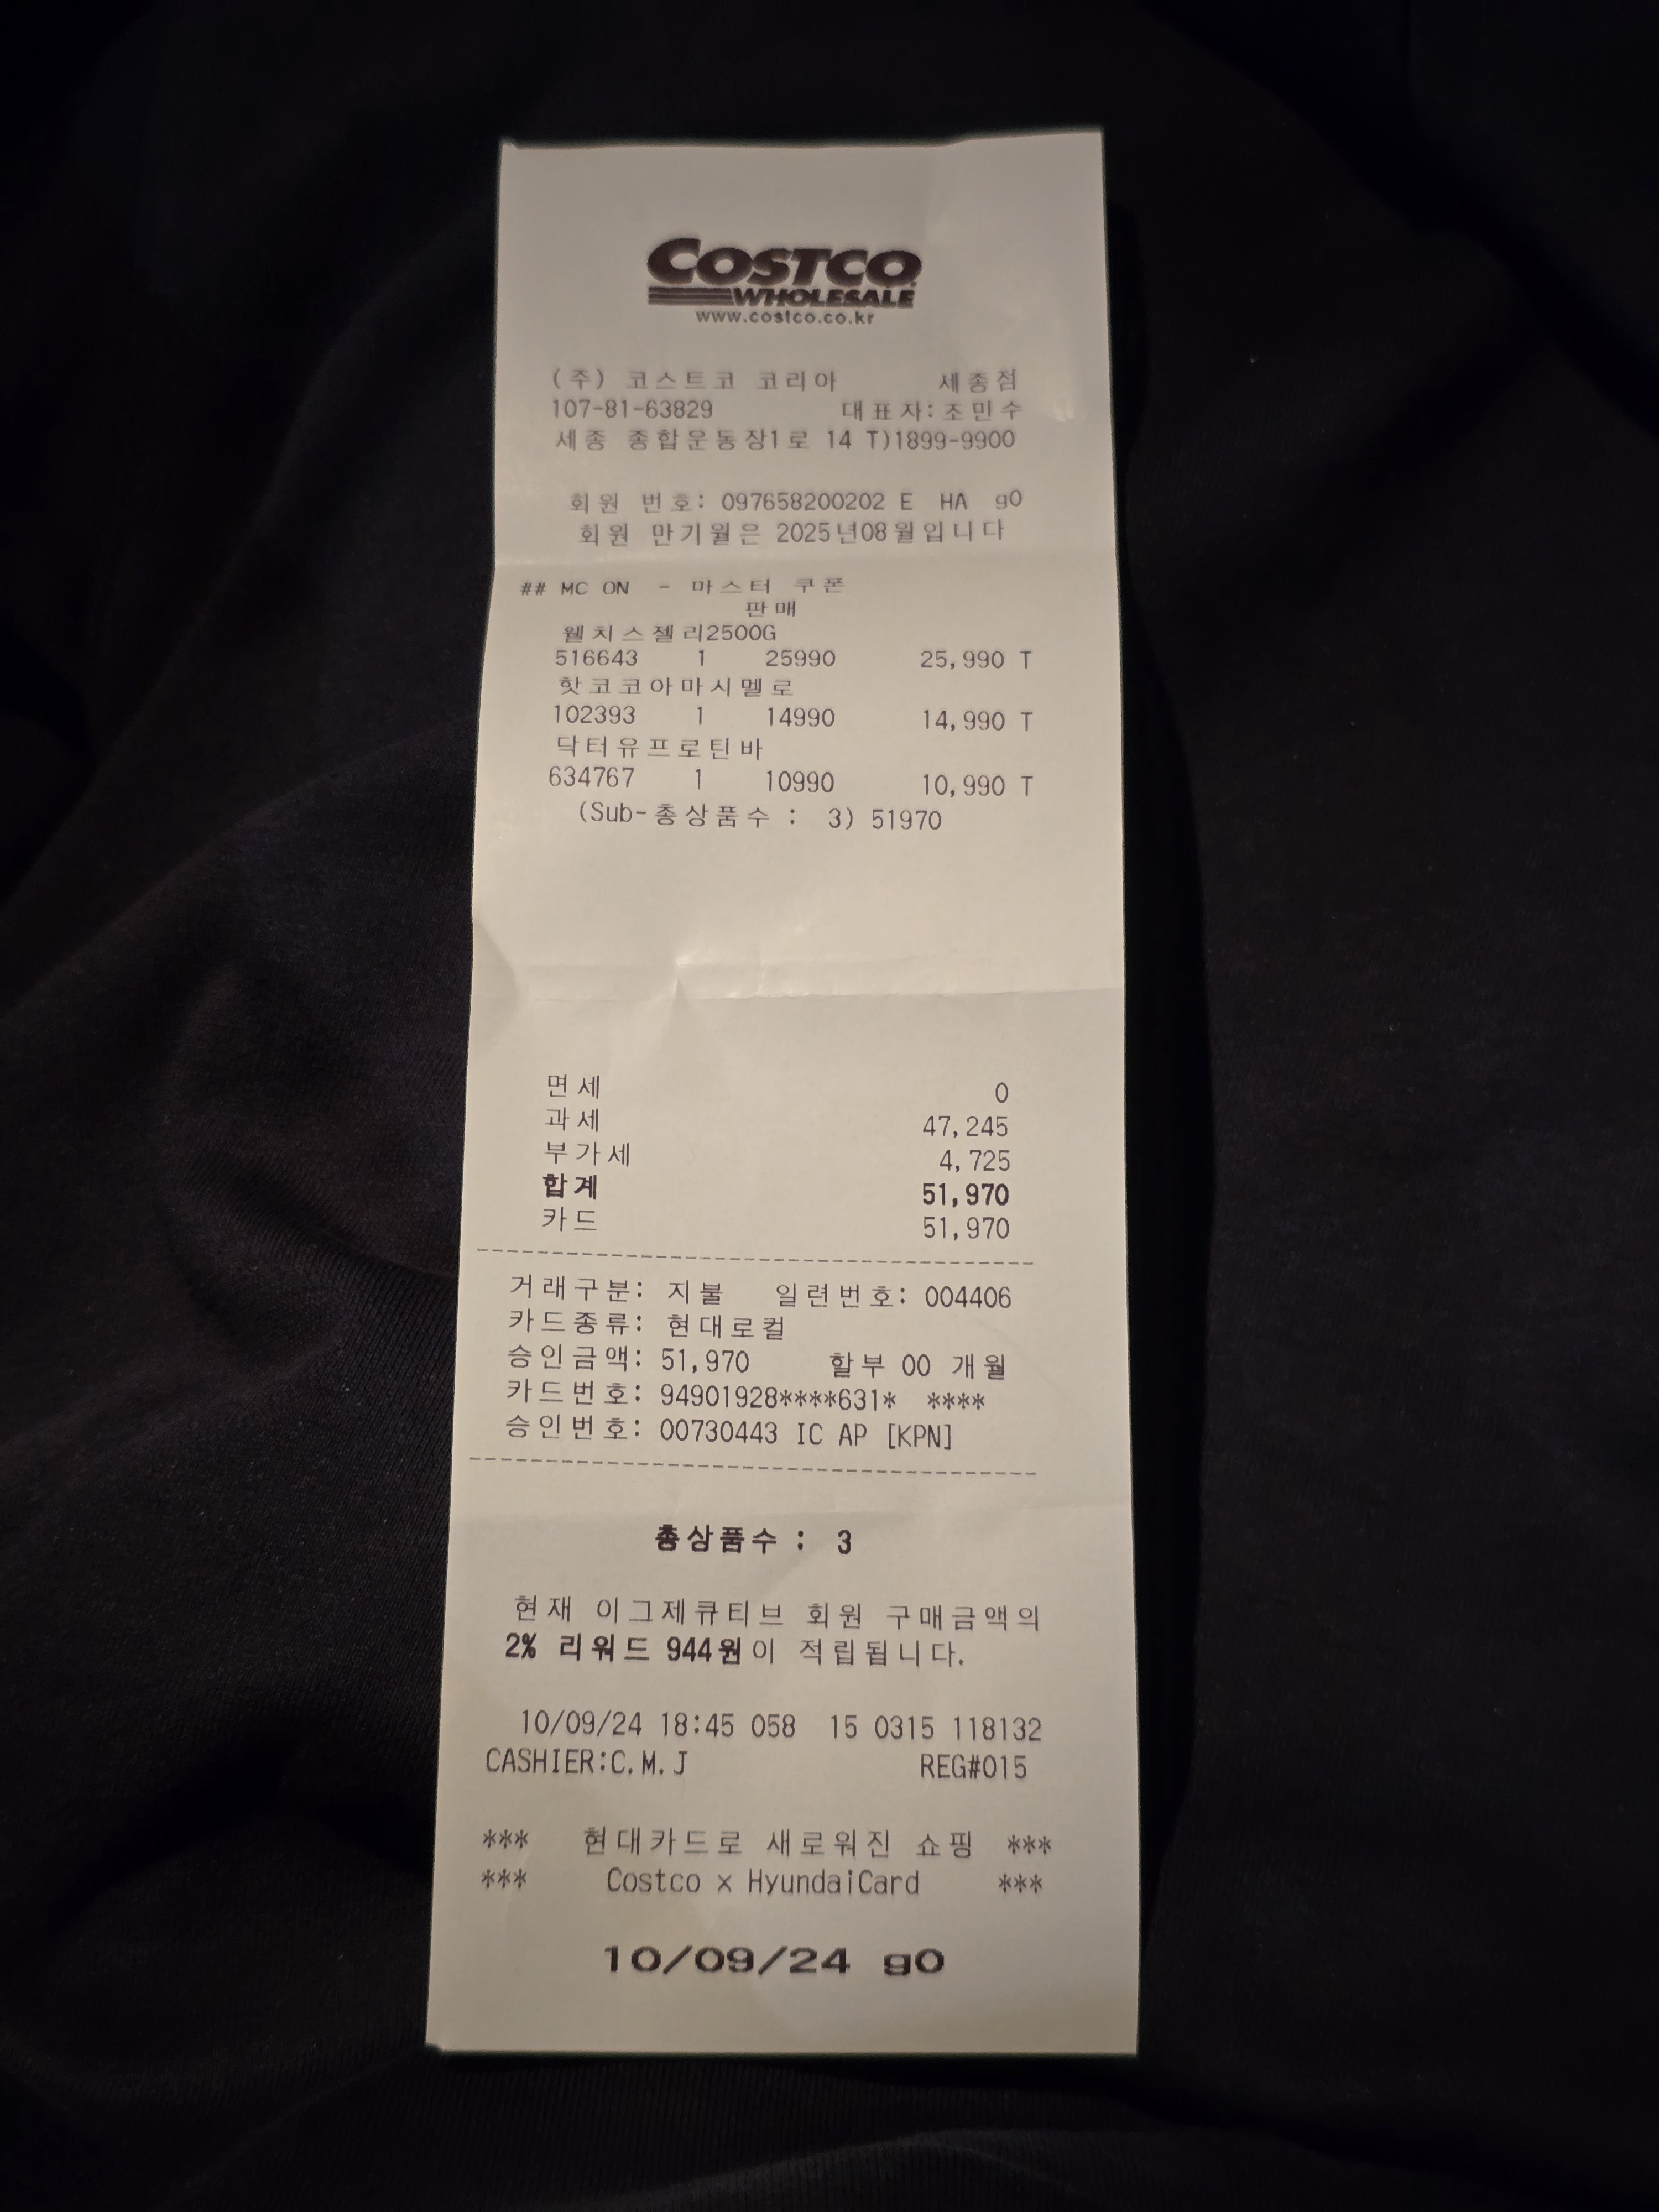 COSTCO
WHOLESALE
www.costco.co.kr
(주) 코스트코 코리아 세종점
107-81-63829 대표자:조민수
세종 종합운동장1로 14 T)1899-9900
회원 번호: 097658200202 E HA g0
회원 만기월은 2025년08월입니다
## MC ON - 마스터 쿠폰
판매
웰치스젤리2500G
516643 1 25990 25,990 T
핫코코아마시멜로
102393 1 14990 14,990 T
닥터유프로틴바
634767 1 10990 10,990 T
(Sub-총상품수 : 3) 51970
면세 0
과세 47,245
부가세 4,725
합계 51,970
카드 51,970
거래구분: 지불 일련번호: 004406
카드종류: 현대로컬
승인금액: 51,970 할부 00 개월
카드번호: 94901928****631* ****
승인번호: 00730443 IC AP [KPN]
총상품수 : 3
현재 이그제큐티브 회원 구매금액의
2% 리워드 944원이 적립됩니다.
10/09/24 18:45 058 15 0315 118132
CASHIER:C.M.J REG#015
*** 현대카드로 새로워진 쇼핑 ***
*** Costco x HyundaiCard ***
10/09/24 g0